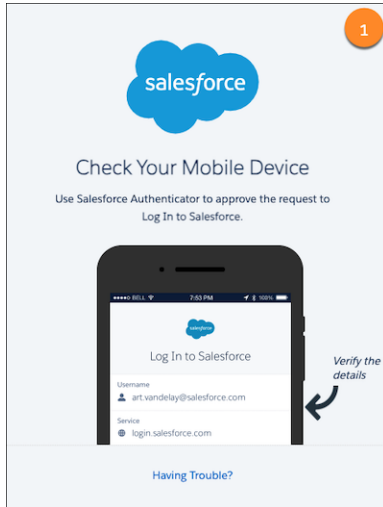 1
salesforce
Check Your Mobile Device
Use Salesforce Authenticator to approve the request to
Log In to Salesforce.
BELL 7:53 PM 100%
salesforce
Log In to Salesforce
Username
art.vandelay@salesforce.com
Service
login.salesforce.com
Verify the
details
Having Trouble?